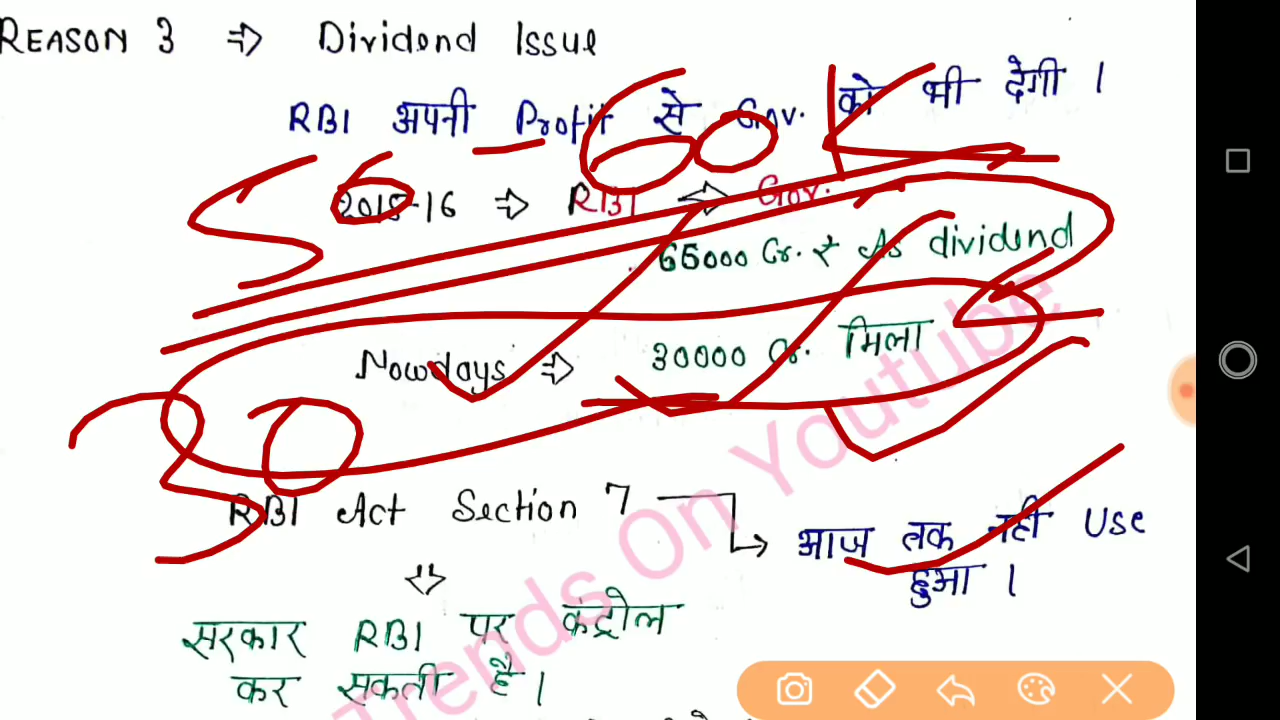 REASON 3 ⇒ Dividend Issue
RBI अपनी Profit से Gov. को भी देगी ।
2015-16 ⇒ RBI ⇒ Gov.
65000 Cr. ₹ As dividend
Nowdays ⇒ 30000 Cr. मिला
RBI Act Section 7 → आज तक नही Use
हुआ ।
सरकार RBI पर कंट्रोल
कर सकती है ।
Trends On Youtube